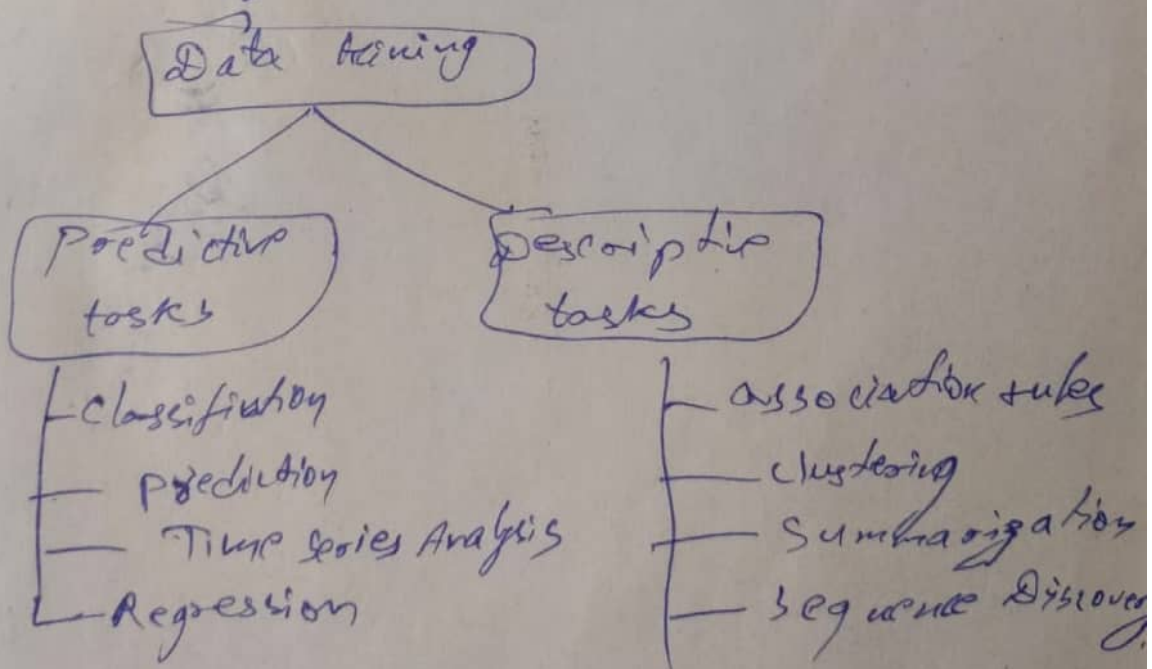 Data mining
Predictive
tasks
Descriptive
tasks
Classification
prediction
Time series Analysis
Regression
association rules
clustering
Summarization
Sequence Discovery